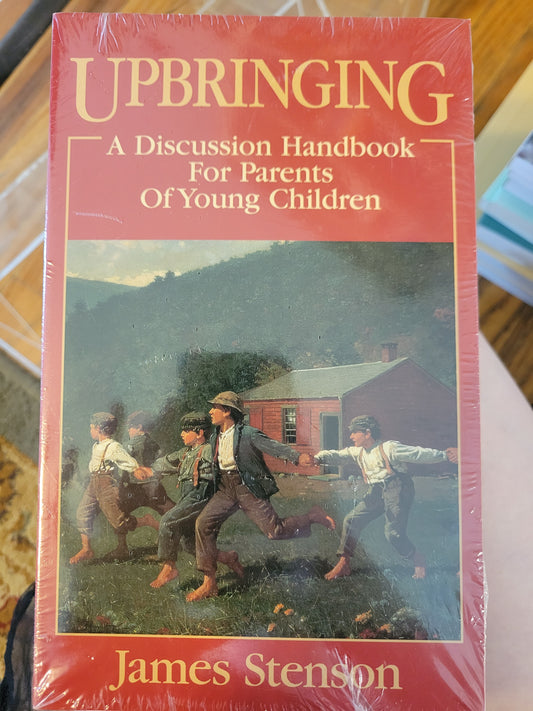 UPBRINGING
A Discussion Handbook
For Parents
Of Young Children
James Stenson